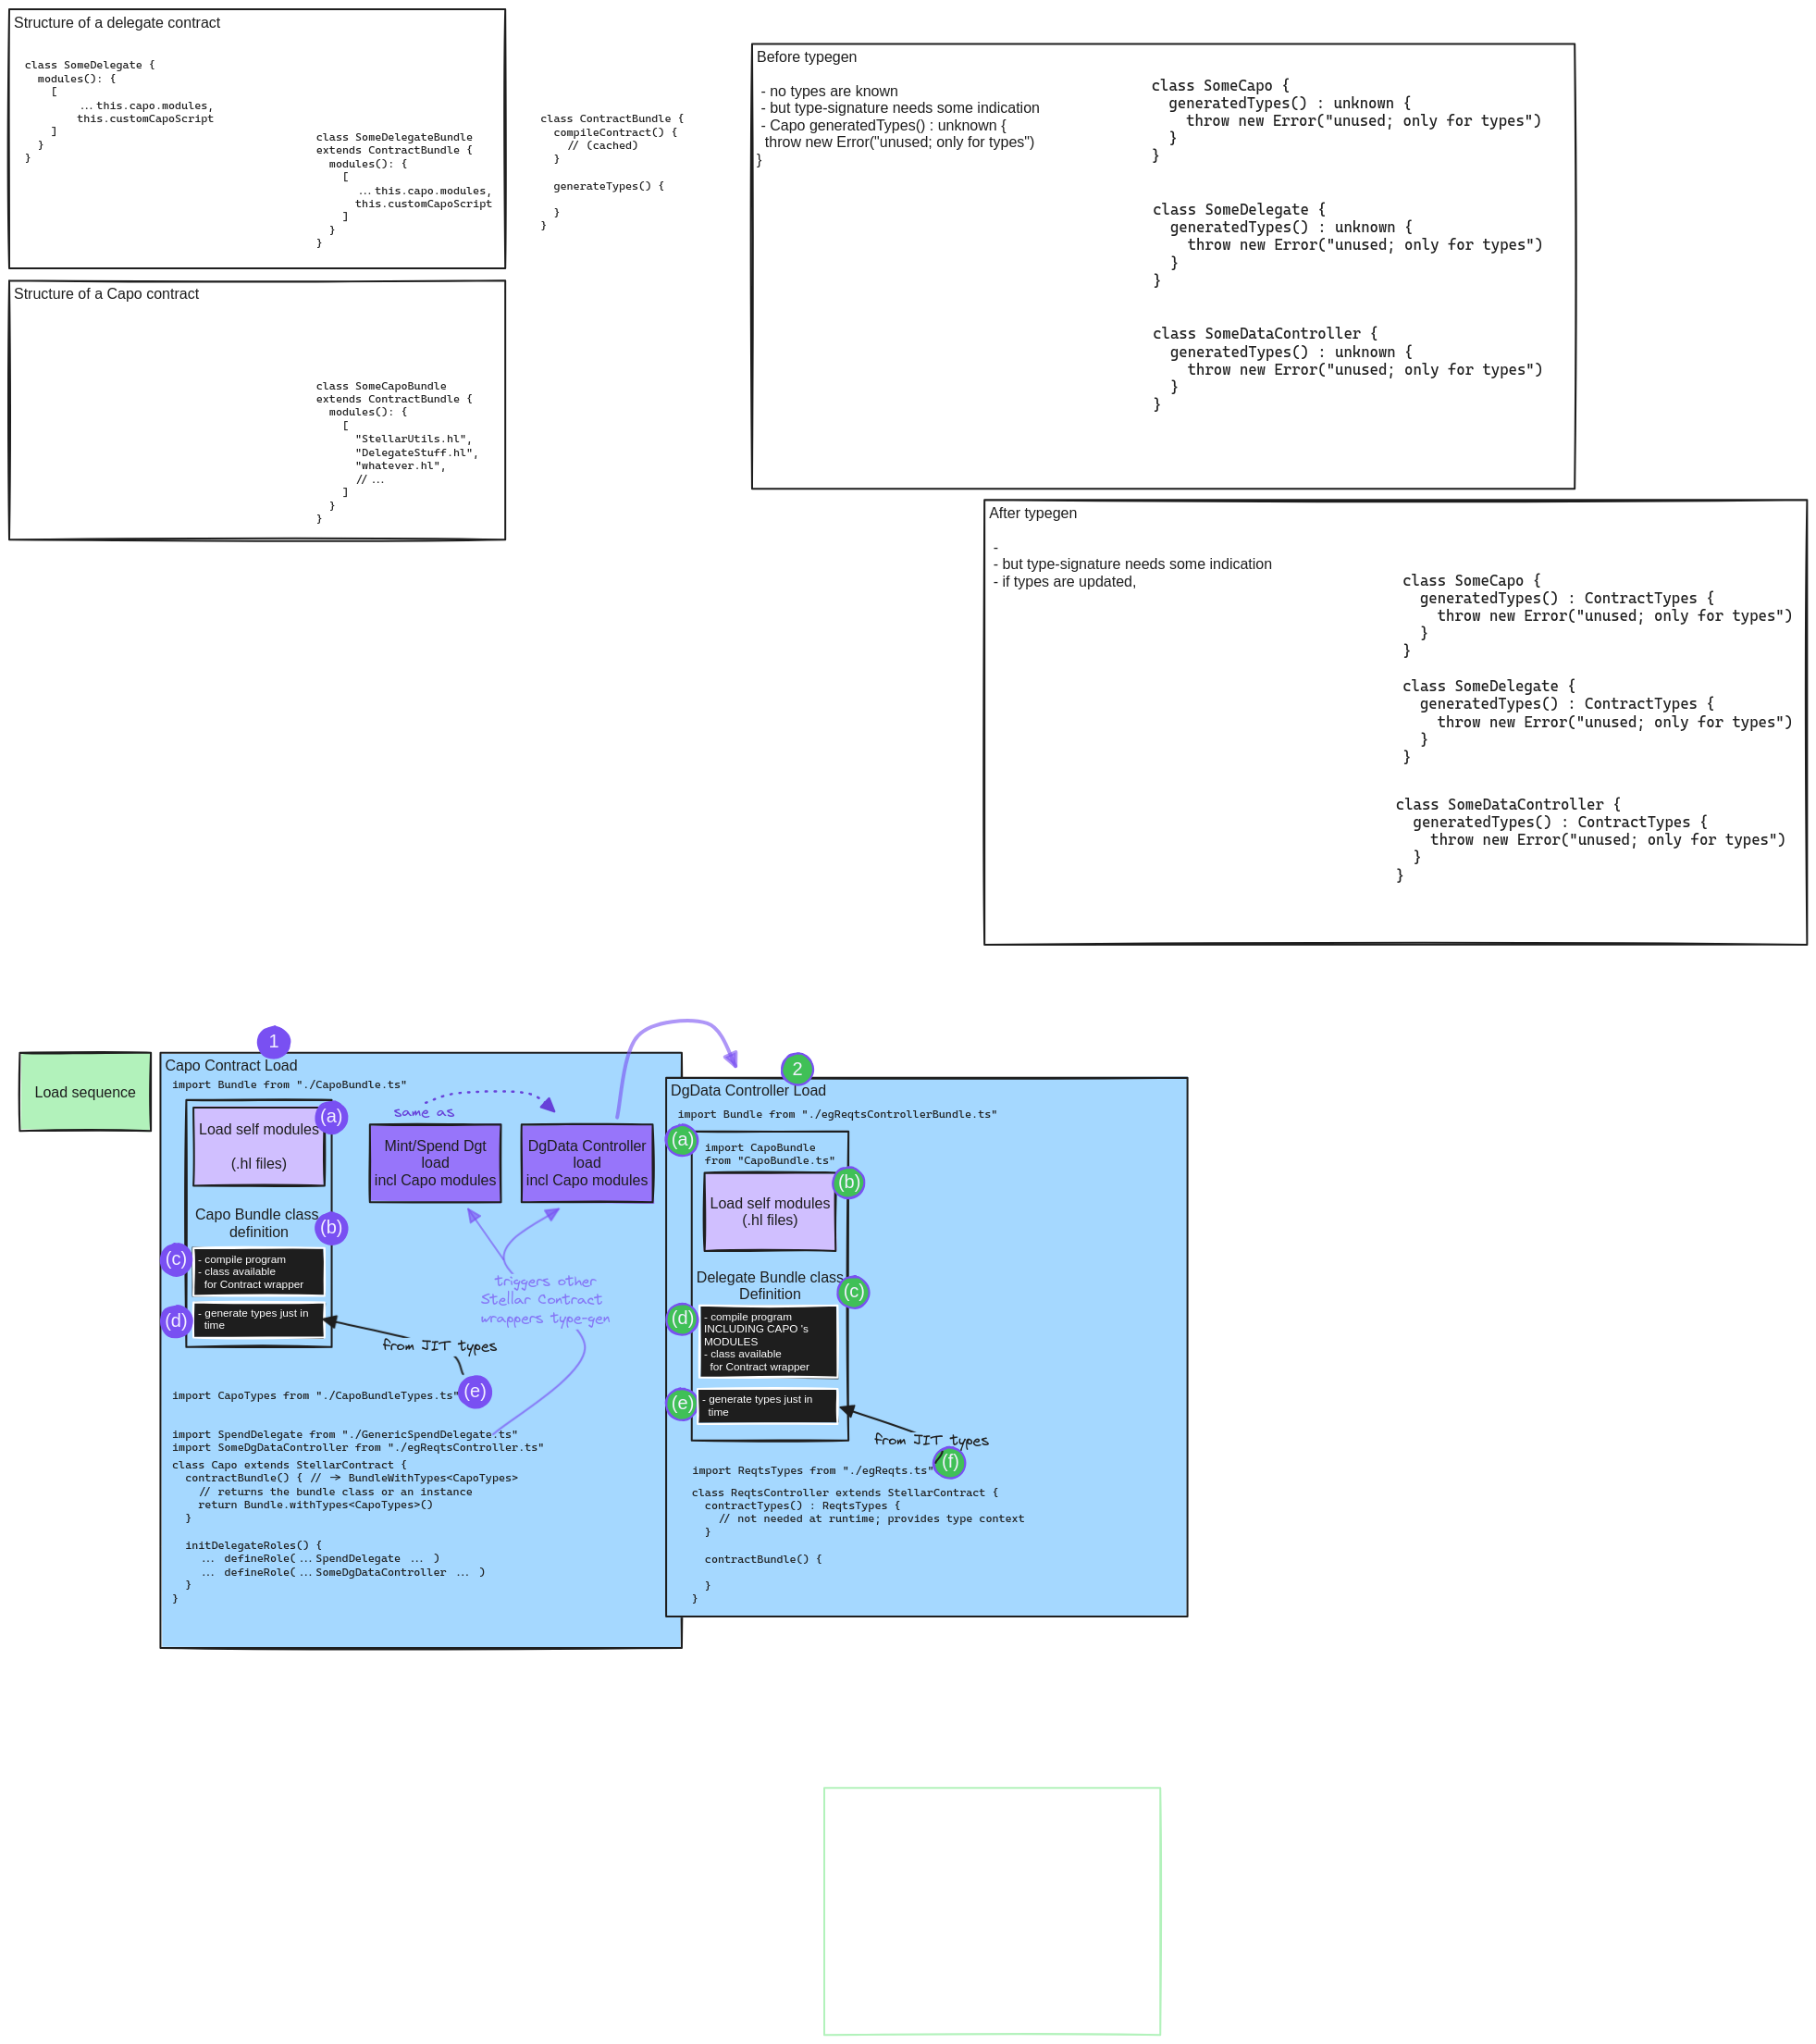 Structure of a delegate contract
class SomeDelegate {
  modules(): {
    [
        ...this.capo.modules,
        this.customCapoScript
    ]
  }
}
class SomeDelegateBundle
extends ContractBundle {
  modules(): {
    [
      ...this.capo.modules,
      this.customCapoScript
    ]
  }
}
class ContractBundle {
  compileContract() {
    // (cached)
  }

  generateTypes() {

  }
}
Structure of a Capo contract
class SomeCapoBundle
extends ContractBundle {
  modules(): {
    [
      "StellarUtils.hl",
      "DelegateStuff.hl",
      "whatever.hl",
      // ...
    ]
  }
}
Before typegen
- no types are known
- but type-signature needs some indication
- Capo generatedTypes() : unknown {
  throw new Error("unused; only for types")
}
class SomeCapo {
  generatedTypes() : unknown {
    throw new Error("unused; only for types")
  }
}
class SomeDelegate {
  generatedTypes() : unknown {
    throw new Error("unused; only for types")
  }
}
class SomeDataController {
  generatedTypes() : unknown {
    throw new Error("unused; only for types")
  }
}
After typegen
-
- but type-signature needs some indication
- if types are updated,
class SomeCapo {
  generatedTypes() : ContractTypes {
    throw new Error("unused; only for types")
  }
}
class SomeDelegate {
  generatedTypes() : ContractTypes {
    throw new Error("unused; only for types")
  }
}
class SomeDataController {
  generatedTypes() : ContractTypes {
    throw new Error("unused; only for types")
  }
}
Load sequence
1
Capo Contract Load
import Bundle from "./CapoBundle.ts"
(a)
Load self modules
(.hl files)
Capo Bundle class
definition
(b)
(c)
- compile program
- class available
  for Contract wrapper
(d)
- generate types just in
  time
from JIT types
(e)
same as
Mint/Spend Dgt
load
incl Capo modules
DgData Controller
load
incl Capo modules
triggers other
Stellar Contract
wrappers type-gen
import CapoTypes from "./CapoBundleTypes.ts"
import SpendDelegate from "./GenericSpendDelegate.ts"
import SomeDgDataController from "./egReqtsController.ts"
class Capo extends StellarContract {
  contractBundle() { // -> BundleWithTypes<CapoTypes>
    // returns the bundle class or an instance
    return Bundle.withTypes<CapoTypes>()
  }

  initDelegateRoles() {
    ... defineRole(...SpendDelegate ... )
    ... defineRole(...SomeDgDataController ... )
  }
}
2
DgData Controller Load
import Bundle from "./egReqtsControllerBundle.ts"
(a)
import CapoBundle
from "CapoBundle.ts"
(b)
Load self modules
(.hl files)
Delegate Bundle class
Definition
(c)
(d)
- compile program
INCLUDING CAPO 's
MODULES
- class available
  for Contract wrapper
(e)
- generate types just in
  time
from JIT types
(f)
import ReqtsTypes from "./egReqts.ts"
class ReqtsController extends StellarContract {
  contractTypes() : ReqtsTypes {
    // not needed at runtime; provides type context
  }

  contractBundle() {

  }
}